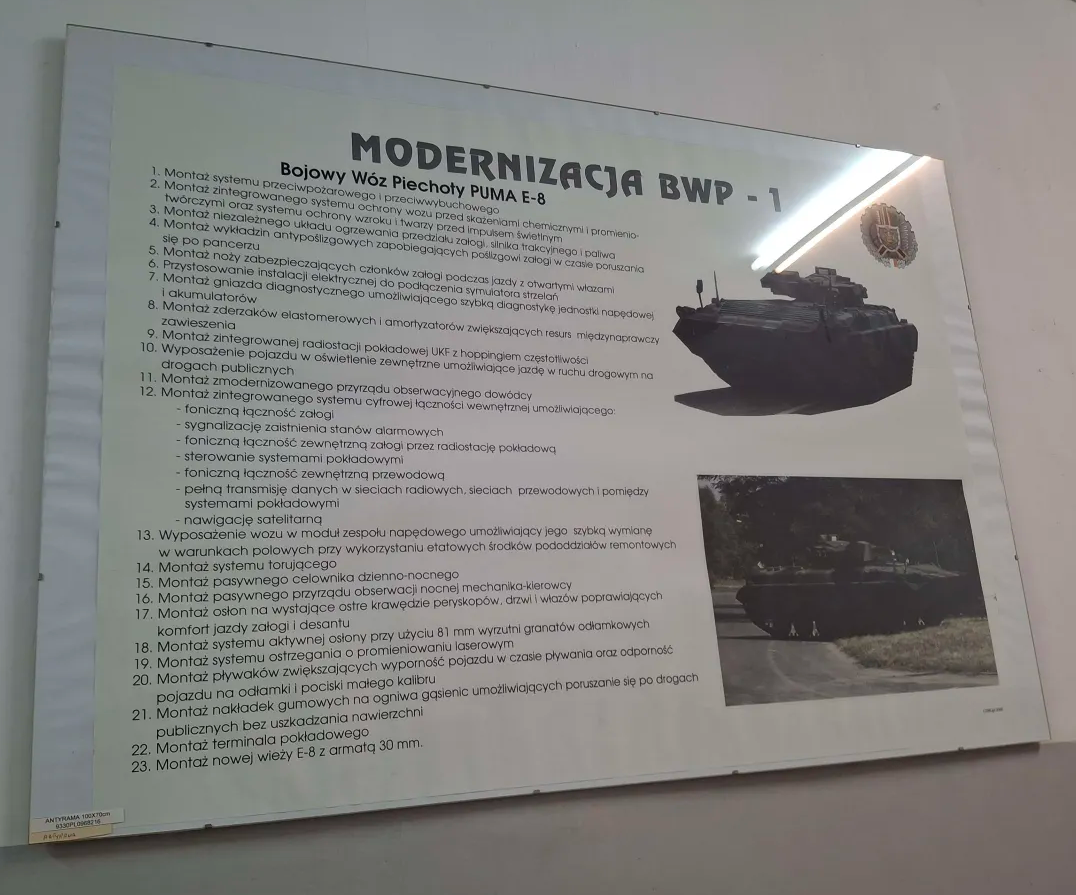 MODERNIZACJA BWP - 1
Bojowy Wóz Piechoty PUMA E-8
1. Montaż systemu przeciwpożarowego i przeciwwybuchowego
2. Montaż zintegrowanego systemu ochrony wozu przed skażeniami chemicznymi i promienio-
twórczymi oraz systemu ochrony wzroku i twarzy przed impulsem świetlnym
3. Montaż niezależnego układu ogrzewania przedziału załogi, silnika trakcyjnego i paliwa
4. Montaż wykładzin antypoślizgowych zapobiegających poślizgowi załogi w czasie poruszania
się po pancerzu
5. Montaż noży zabezpieczających członków załogi podczas jazdy z otwartymi włazami
6. Przystosowanie instalacji elektrycznej do podłączenia symulatora strzelań
7. Montaż gniazda diagnostycznego umożliwiającego szybką diagnostykę jednostki napędowej
i akumulatorów
8. Montaż zderzaków elastomerowych i amortyzatorów zwiększających resurs międzynaprawczy
zawieszenia
9. Montaż zintegrowanej radiostacji pokładowej UKF z hoppingiem częstotliwości
10. Wyposażenie pojazdu w oświetlenie zewnętrzne umożliwiające jazdę w ruchu drogowym na
drogach publicznych
11. Montaż zmodernizowanego przyrządu obserwacyjnego dowódcy
12. Montaż zintegrowanego systemu cyfrowej łączności wewnętrznej umożliwiającego:
- foniczną łączność załogi
- sygnalizację zaistnienia stanów alarmowych
- foniczną łączność zewnętrzną załogi przez radiostację pokładową
- sterowanie systemami pokładowymi
- foniczną łączność zewnętrzną przewodową
- pełną transmisję danych w sieciach radiowych, sieciach przewodowych i pomiędzy
systemami pokładowymi
- nawigację satelitarną
13. Wyposażenie wozu w moduł zespołu napędowego umożliwiający jego szybką wymianę
w warunkach polowych przy wykorzystaniu etatowych środków pododdziałów remontowych
14. Montaż systemu torującego
15. Montaż pasywnego celownika dzienno-nocnego
16. Montaż pasywnego przyrządu obserwacji nocnej mechanika-kierowcy
17. Montaż osłon na wystające ostre krawędzie peryskopów, drzwi i włazów poprawiających
komfort jazdy załogi i desantu
18. Montaż systemu aktywnej osłony przy użyciu 81 mm wyrzutni granatów odłamkowych
19. Montaż systemu ostrzegania o promieniowaniu laserowym
20. Montaż pływaków zwiększających wyporność pojazdu w czasie pływania oraz odporność
pojazdu na odłamki i pociski małego kalibru
21. Montaż nakładek gumowych na ogniwa gąsienic umożliwiających poruszanie się po drogach
publicznych bez uszkadzania nawierzchni
22. Montaż terminala pokładowego
23. Montaż nowej wieży E-8 z armatą 30 mm.
ANTYRAMA 100X70cm